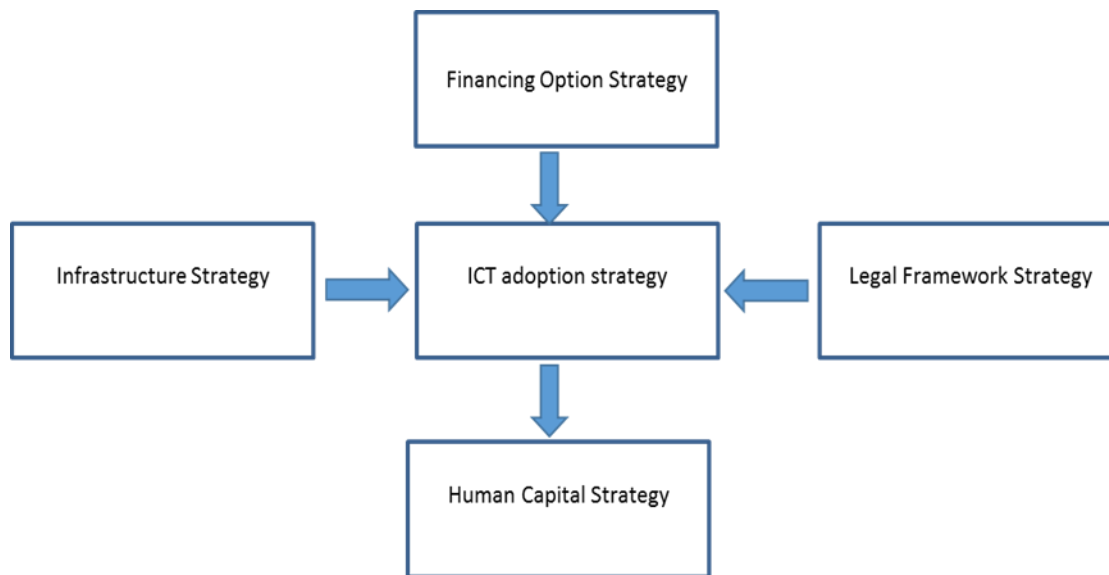 Financing Option Strategy
Infrastructure Strategy
ICT adoption strategy
Legal Framework Strategy
Human Capital Strategy